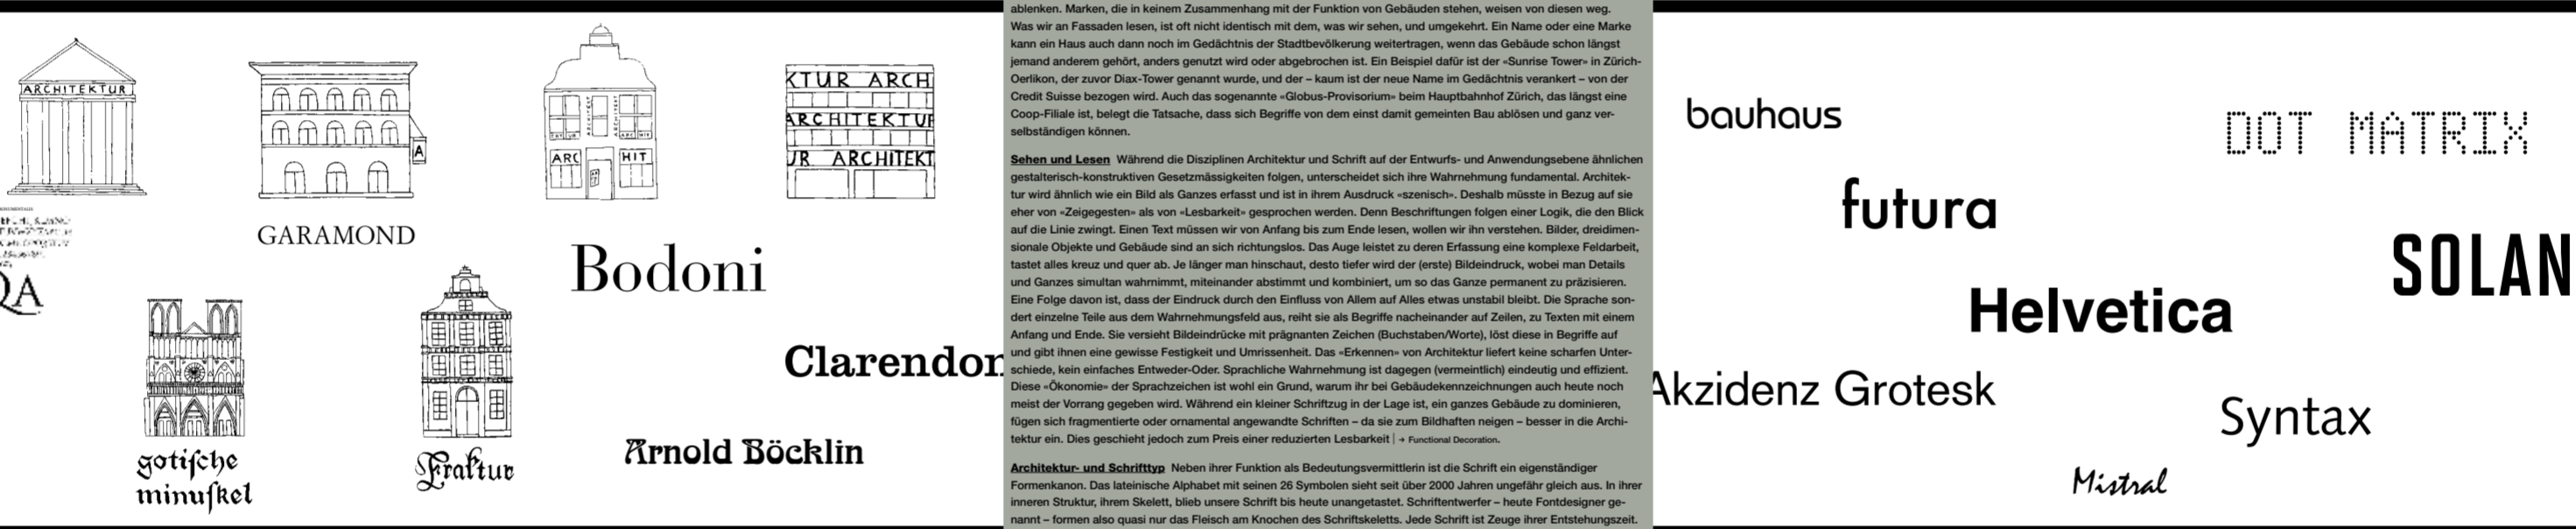 ARCHITEKTUR
A
ARC HIT
KTUR ARCH
ARCHITEKTUR
UR ARCHITEKT
QA
GARAMOND
Bodoni
Clarendon
gotische
minuskel
Fraktur
Arnold Böcklin
ablenken. Marken, die in keinem Zusammenhang mit der Funktion von Gebäuden stehen, weisen von diesen weg.
Was wir an Fassaden lesen, ist oft nicht identisch mit dem, was wir sehen, und umgekehrt. Ein Name oder eine Marke
kann ein Haus auch dann noch im Gedächtnis der Stadtbevölkerung weitertragen, wenn das Gebäude schon längst
jemand anderem gehört, anders genutzt wird oder abgebrochen ist. Ein Beispiel dafür ist der «Sunrise Tower» in Zürich-
Oerlikon, der zuvor Diax-Tower genannt wurde, und der – kaum ist der neue Name im Gedächtnis verankert – von der
Credit Suisse bezogen wird. Auch das sogenannte «Globus-Provisorium» beim Hauptbahnhof Zürich, das längst eine
Coop-Filiale ist, belegt die Tatsache, dass sich Begriffe von dem einst damit gemeinten Bau ablösen und ganz ver-
selbständigen können.
Sehen und Lesen Während die Disziplinen Architektur und Schrift auf der Entwurfs- und Anwendungsebene ähnlichen
gestalterisch-konstruktiven Gesetzmässigkeiten folgen, unterscheidet sich ihre Wahrnehmung fundamental. Architek-
tur wird ähnlich wie ein Bild als Ganzes erfasst und ist in ihrem Ausdruck «szenisch». Deshalb müsste in Bezug auf sie
eher von «Zeigegesten» als von «Lesbarkeit» gesprochen werden. Denn Beschriftungen folgen einer Logik, die den Blick
auf die Linie zwingt. Einen Text müssen wir von Anfang bis zum Ende lesen, wollen wir ihn verstehen. Bilder, dreidimen-
sionale Objekte und Gebäude sind an sich richtungslos. Das Auge leistet zu deren Erfassung eine komplexe Feldarbeit,
tastet alles kreuz und quer ab. Je länger man hinschaut, desto tiefer wird der (erste) Bildeindruck, wobei man Details
und Ganzes simultan wahrnimmt, miteinander abstimmt und kombiniert, um so das Ganze permanent zu präzisieren.
Eine Folge davon ist, dass der Eindruck durch den Einfluss von Allem auf Alles etwas unstabil bleibt. Die Sprache son-
dert einzelne Teile aus dem Wahrnehmungsfeld aus, reiht sie als Begriffe nacheinander auf Zeilen, zu Texten mit einem
Anfang und Ende. Sie versieht Bildeindrücke mit prägnanten Zeichen (Buchstaben/Worte), löst diese in Begriffe auf
und gibt ihnen eine gewisse Festigkeit und Umrissenheit. Das «Erkennen» von Architektur liefert keine scharfen Unter-
schiede, kein einfaches Entweder-Oder. Sprachliche Wahrnehmung ist dagegen (vermeintlich) eindeutig und effizient.
Diese «Ökonomie» der Sprachzeichen ist wohl ein Grund, warum ihr bei Gebäudekennzeichnungen auch heute noch
meist der Vorrang gegeben wird. Während ein kleiner Schriftzug in der Lage ist, ein ganzes Gebäude zu dominieren,
fügen sich fragmentierte oder ornamental angewandte Schriften – da sie zum Bildhaften neigen – besser in die Archi-
tektur ein. Dies geschieht jedoch zum Preis einer reduzierten Lesbarkeit | → Functional Decoration.
Architektur- und Schrifttyp Neben ihrer Funktion als Bedeutungsvermittlerin ist die Schrift ein eigenständiger
Formenkanon. Das lateinische Alphabet mit seinen 26 Symbolen sieht seit über 2000 Jahren ungefähr gleich aus. In ihrer
inneren Struktur, ihrem Skelett, blieb unsere Schrift bis heute unangetastet. Schriftentwerfer – heute Fontdesigner ge-
nannt – formen also quasi nur das Fleisch am Knochen des Schriftskeletts. Jede Schrift ist Zeuge ihrer Entstehungszeit.
bauhaus
DOT MATRIX
futura
SOLAN
Helvetica
Akzidenz Grotesk
Syntax
Mistral